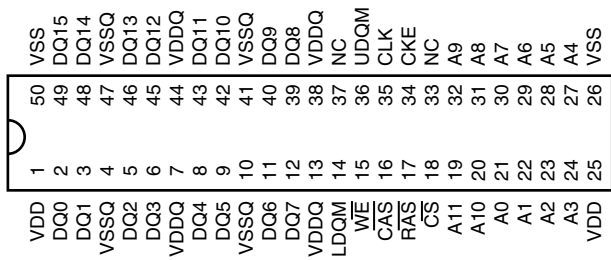 VSS DQ15 DQ14 VSSQ DQ13 DQ12 VDDQ DQ11 DQ10 VSSQ DQ9 DQ8 VDDQ NC UDQM CLK CKE NC A9 A8 A7 A6 A5 A4 VSS
50 49 48 47 46 45 44 43 42 41 40 39 38 37 36 35 34 33 32 31 30 29 28 27 26
1 2 3 4 5 6 7 8 9 10 11 12 13 14 15 16 17 18 19 20 21 22 23 24 25
VDD DQ0 DQ1 VSSQ DQ2 DQ3 VDDQ DQ4 DQ5 VSSQ DQ6 DQ7 VDDQ LDQM WE CAS RAS CS A11 A10 A0 A1 A2 A3 VDD